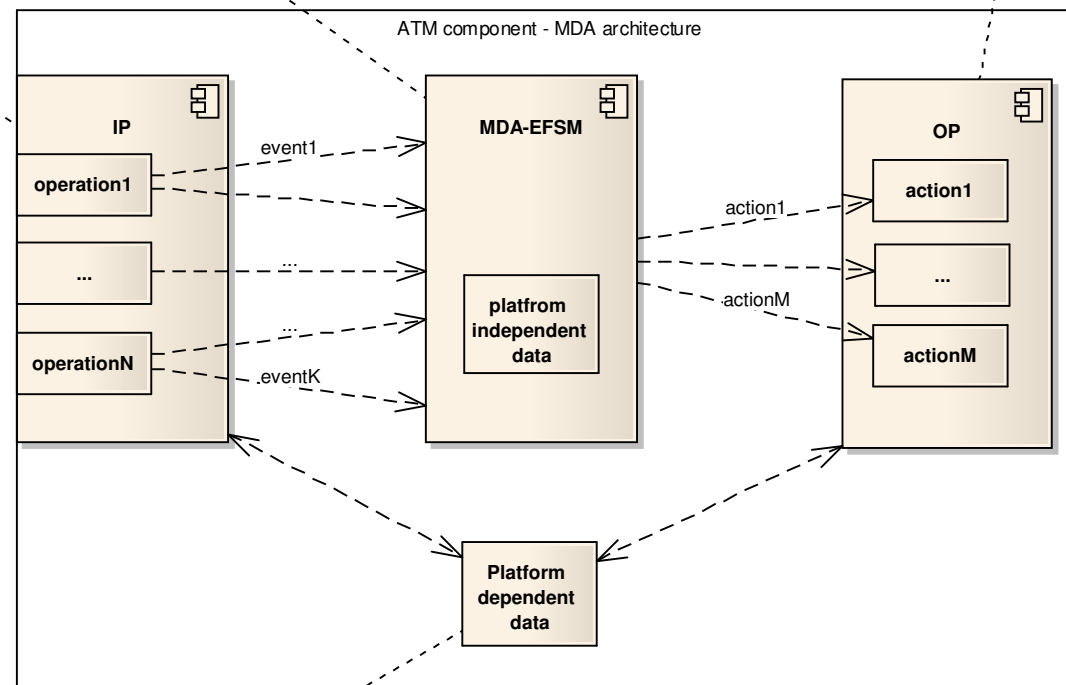 ATM component - MDA architecture
IP
operation1
...
operationN
event1
...
...
eventK
MDA-EFSM
platfrom
independent
data
action1
actionM
OP
action1
...
actionM
Platform
dependent
data